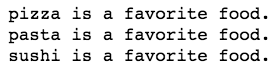 pizza is a favorite food.
pasta is a favorite food.
sushi is a favorite food.